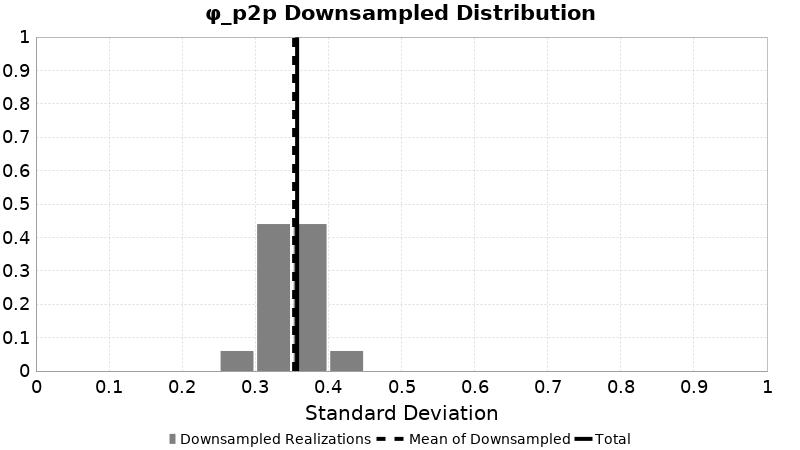 φ_p2p Downsampled Distribution
1
0.9
0.8
0.7
0.6
0.5
0.4
0.3
0.2
0.1
0
0 0.1 0.2 0.3 0.4 0.5 0.6 0.7 0.8 0.9 1
Standard Deviation
Downsampled Realizations Mean of Downsampled Total